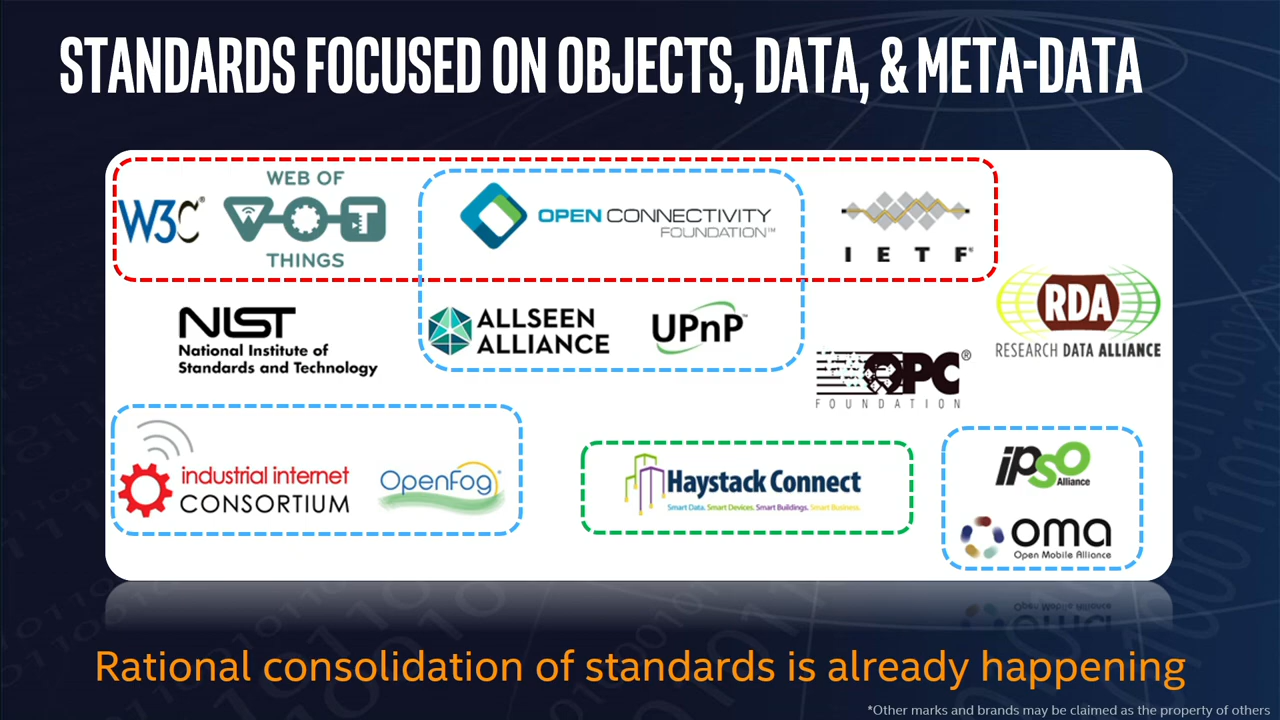 STANDARDS FOCUSED ON OBJECTS, DATA, & META-DATA
W3C®
WEB OF
WOT
THINGS
OPEN CONNECTIVITY
FOUNDATION™
IETF®
NIST
National Institute of
Standards and Technology
ALLSEEN
ALLIANCE
UPnP™
OPC®
FOUNDATION
RDA
RESEARCH DATA ALLIANCE
industrial internet
CONSORTIUM
OpenFog
Haystack Connect
Smart Data. Smart Devices. Smart Buildings. Smart Business.
ipso
Alliance
oma
Open Mobile Alliance
Rational consolidation of standards is already happening
*Other marks and brands may be claimed as the property of others